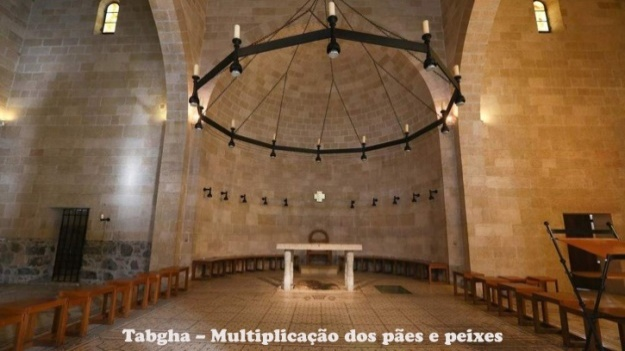 Tabgha – Multiplicação dos pães e peixes